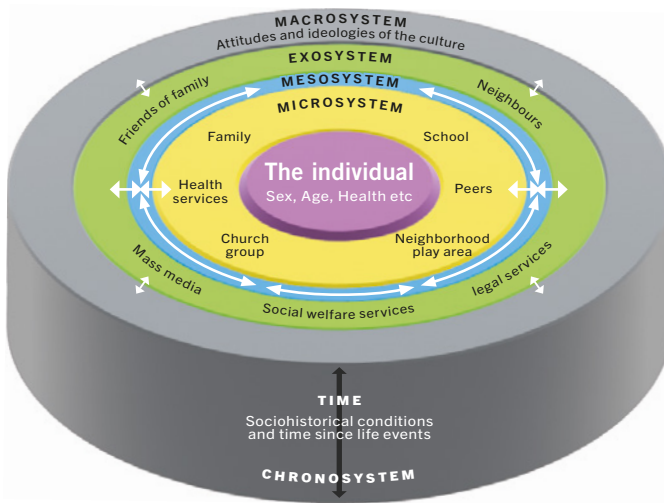 MACROSYSTEM
Attitudes and ideologies of the culture
EXOSYSTEM
MESOSYSTEM
MICROSYSTEM
Friends of family
Neighbours
Family
School
The individual
Sex, Age, Health etc
Health
services
Peers
Church
group
Neighborhood
play area
Mass media
Social welfare services
legal services
TIME
Sociohistorical conditions
and time since life events
CHRONOSYSTEM